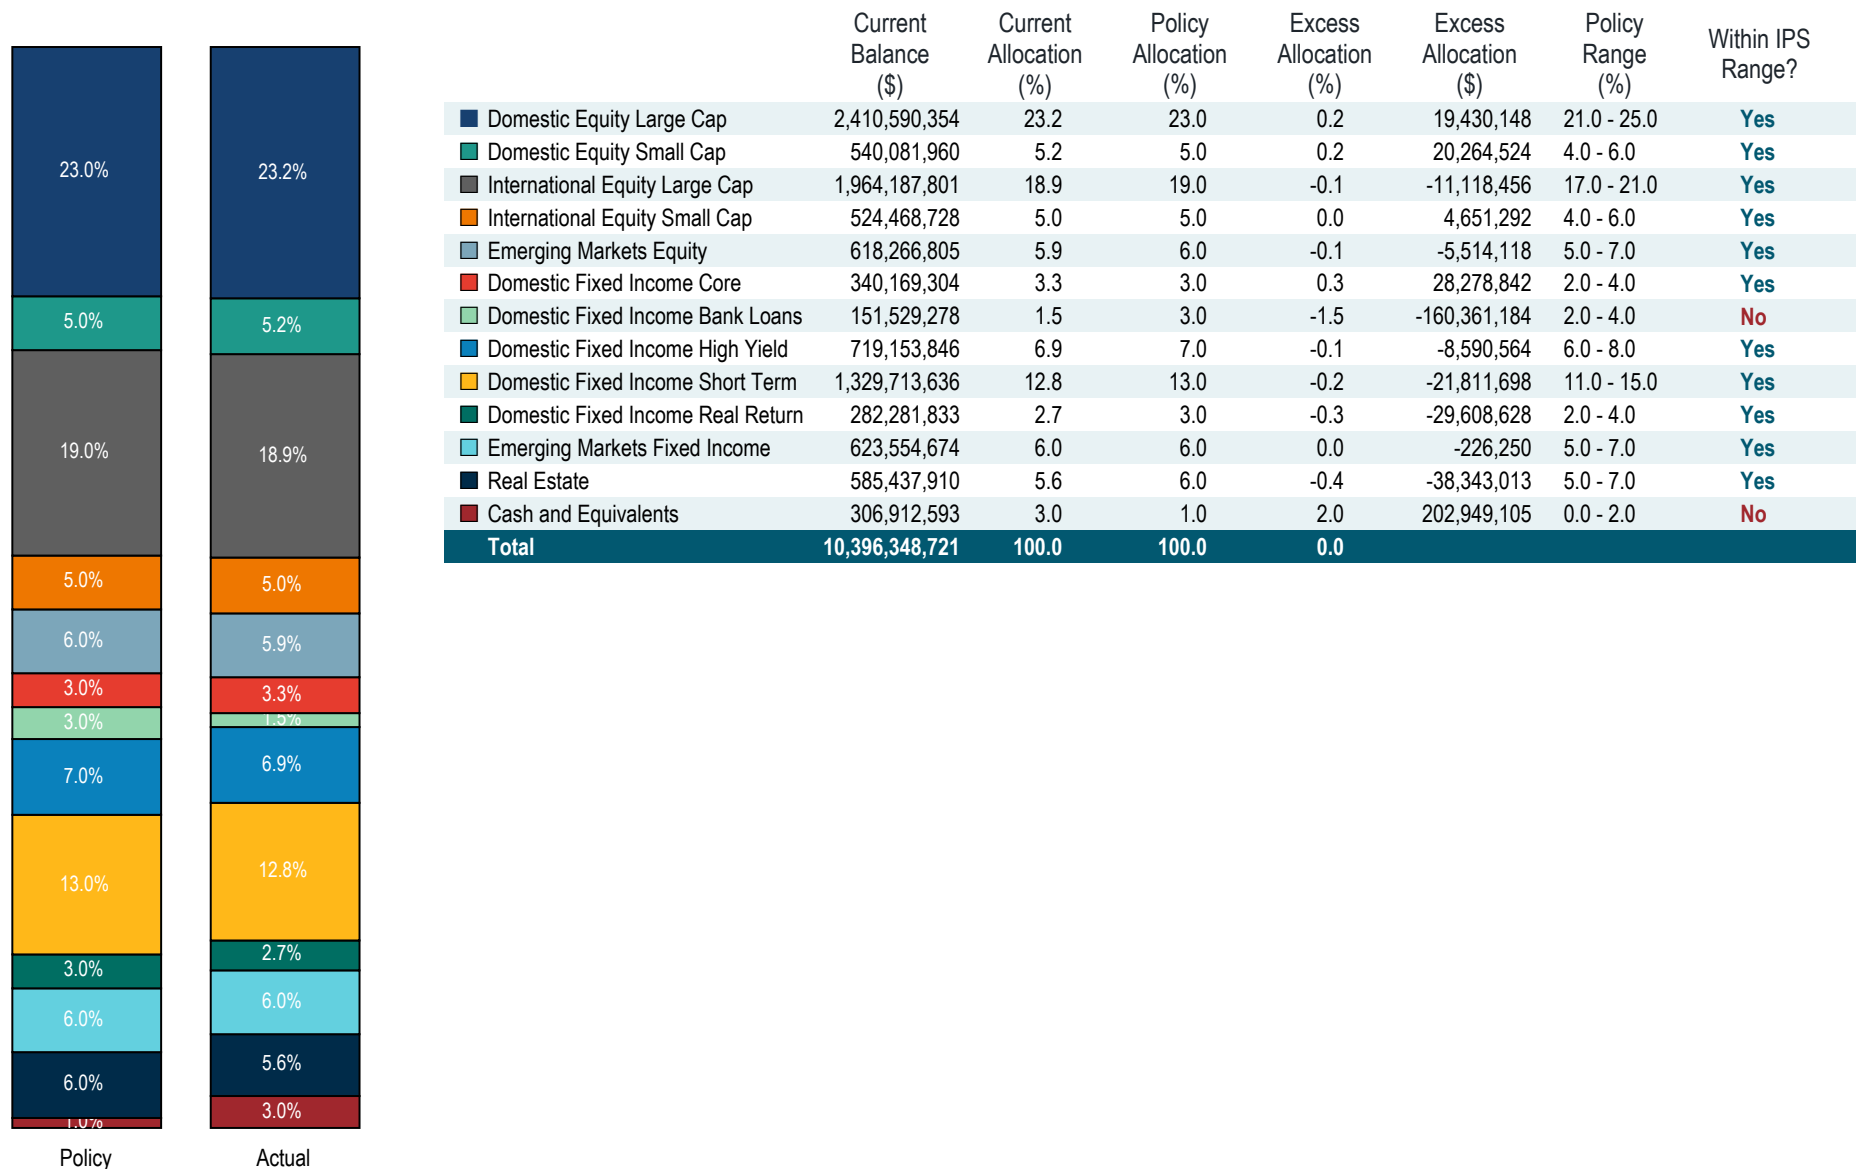 23.0%
5.0%
19.0%
5.0%
6.0%
3.0%
3.0%
7.0%
13.0%
3.0%
6.0%
6.0%
1.0%
Policy
23.2%
5.2%
18.9%
5.0%
5.9%
3.3%
1.5%
6.9%
12.8%
2.7%
6.0%
5.6%
3.0%
Actual
Current Balance ($) Current Allocation (%) Policy Allocation (%) Excess Allocation (%) Excess Allocation ($) Policy Range (%) Within IPS Range?
Domestic Equity Large Cap 2,410,590,354 23.2 23.0 0.2 19,430,148 21.0 - 25.0 Yes
Domestic Equity Small Cap 540,081,960 5.2 5.0 0.2 20,264,524 4.0 - 6.0 Yes
International Equity Large Cap 1,964,187,801 18.9 19.0 -0.1 -11,118,456 17.0 - 21.0 Yes
International Equity Small Cap 524,468,728 5.0 5.0 0.0 4,651,292 4.0 - 6.0 Yes
Emerging Markets Equity 618,266,805 5.9 6.0 -0.1 -5,514,118 5.0 - 7.0 Yes
Domestic Fixed Income Core 340,169,304 3.3 3.0 0.3 28,278,842 2.0 - 4.0 Yes
Domestic Fixed Income Bank Loans 151,529,278 1.5 3.0 -1.5 -160,361,184 2.0 - 4.0 No
Domestic Fixed Income High Yield 719,153,846 6.9 7.0 -0.1 -8,590,564 6.0 - 8.0 Yes
Domestic Fixed Income Short Term 1,329,713,636 12.8 13.0 -0.2 -21,811,698 11.0 - 15.0 Yes
Domestic Fixed Income Real Return 282,281,833 2.7 3.0 -0.3 -29,608,628 2.0 - 4.0 Yes
Emerging Markets Fixed Income 623,554,674 6.0 6.0 0.0 -226,250 5.0 - 7.0 Yes
Real Estate 585,437,910 5.6 6.0 -0.4 -38,343,013 5.0 - 7.0 Yes
Cash and Equivalents 306,912,593 3.0 1.0 2.0 202,949,105 0.0 - 2.0 No
Total 10,396,348,721 100.0 100.0 0.0